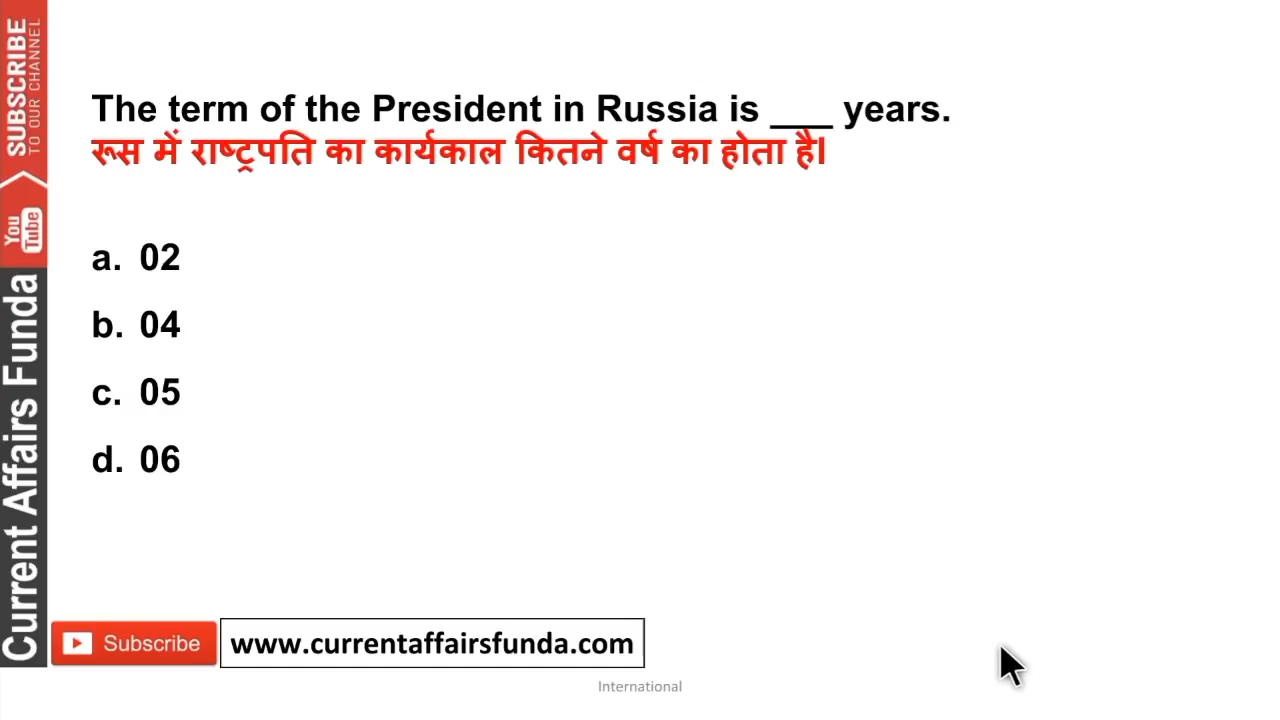 The term of the President in Russia is ___ years.
रूस में राष्ट्रपति का कार्यकाल कितने वर्ष का होता है।
a. 02
b. 04
c. 05
d. 06
SUBSCRIBE
TO OUR CHANNEL
You Tube
Current Affairs Funda
Subscribe
www.currentaffairsfunda.com
International